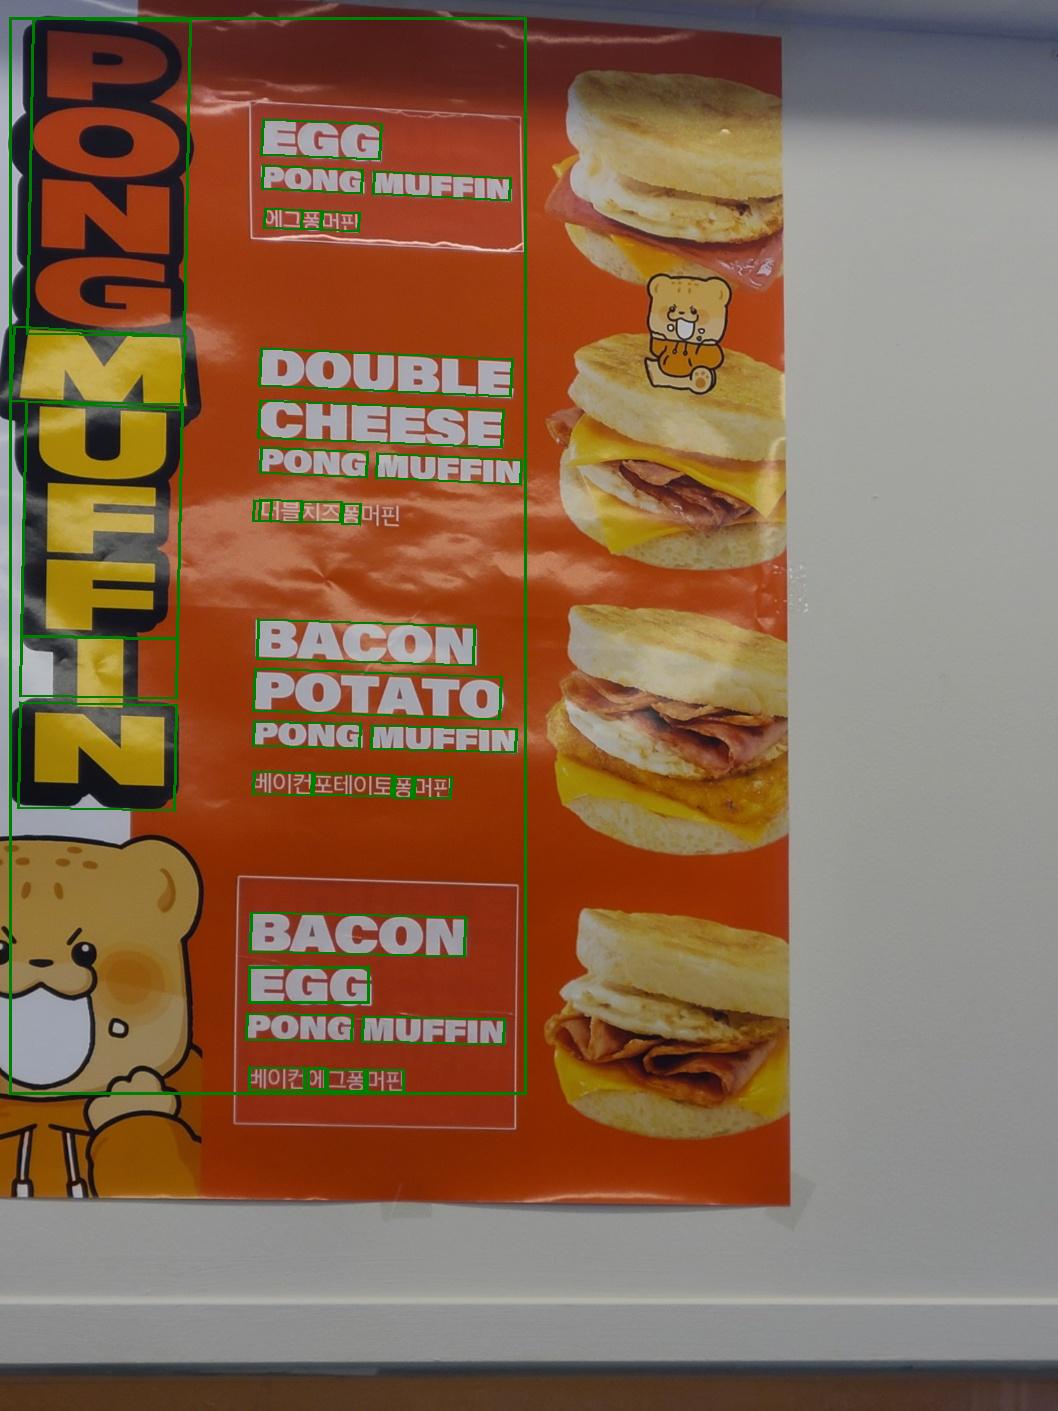 PONG
MUFFIN
EGG
PONG MUFFIN
에그퐁머핀
DOUBLE
CHEESE
PONG MUFFIN
더블치즈퐁머핀
BACON
POTATO
PONG MUFFIN
베이컨포테이토퐁머핀
BACON
EGG
PONG MUFFIN
베이컨에그퐁머핀